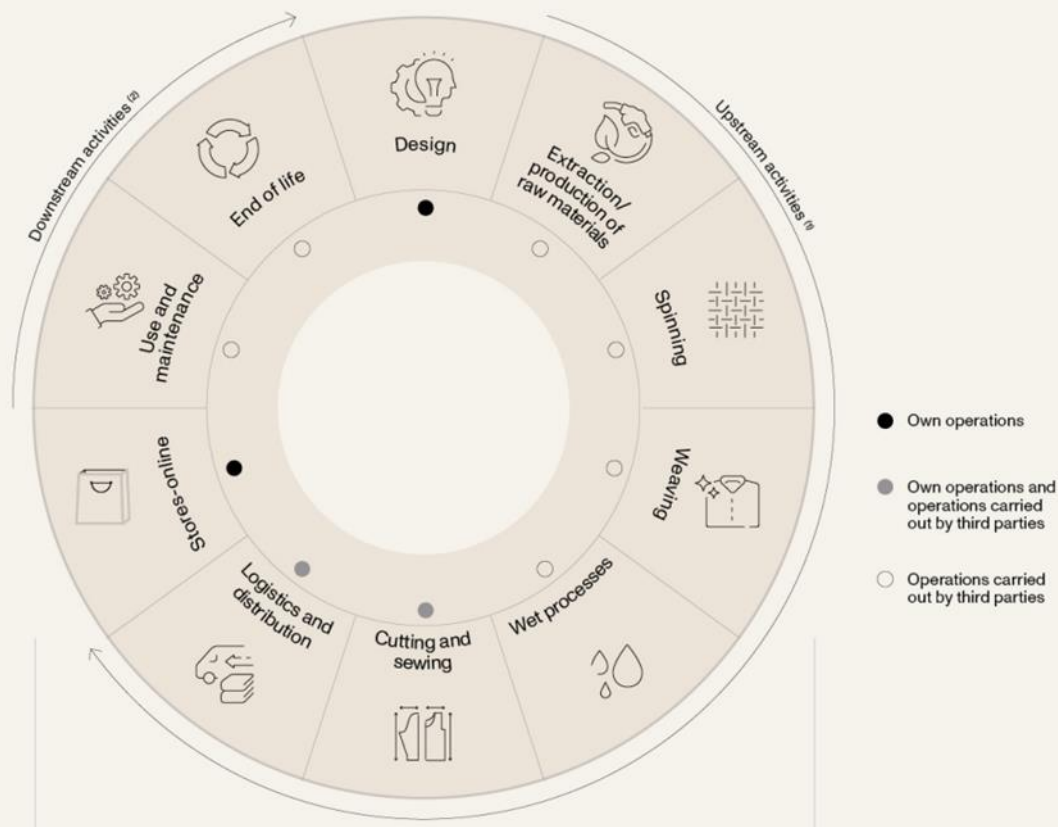 Design
Extraction/
production of
raw materials
Spinning
Weaving
Wet processes
Cutting and
sewing
Logistics and
distribution
Stores-online
Use and
maintenance
End of life
Upstream activities (1)
Downstream activities (2)
Own operations
Own operations and
operations carried
out by third parties
Operations carried
out by third parties